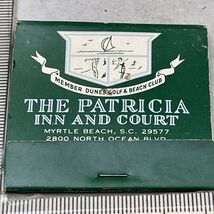 MEMBER DUNES GOLF & BEACH CLUB
THE PATRICIA
INN AND COURT
MYRTLE BEACH, S.C. 29577
2800 NORTH OCEAN BLVD.